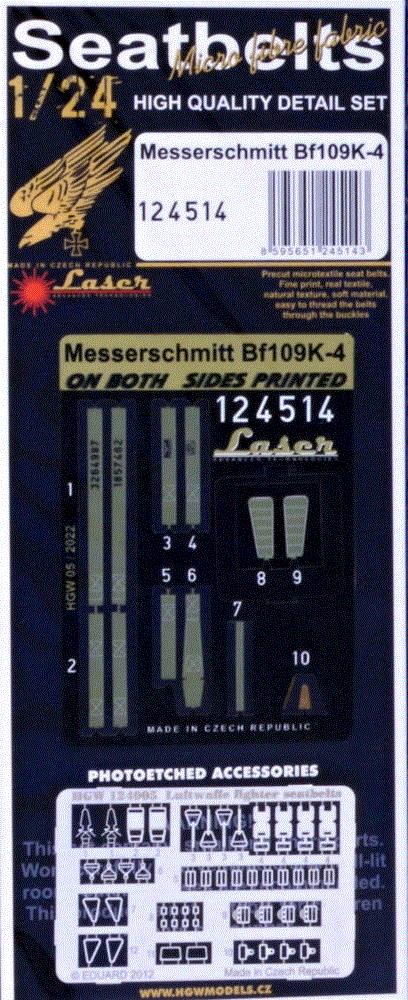 Seatbelts
Micro fibre fabric
1/24
HIGH QUALITY DETAIL SET
Messerschmitt Bf109K-4
124514
8 595651 245143
MADE IN CZECH REPUBLIC
Laser
ADVANCED TECHNOLOGIES
Precut microtextile seat belts.
Fine print, real textile,
natural texture, soft material,
easy to thread the belts
through the buckles
Messerschmitt Bf109K-4
ON BOTH SIDES PRINTED
124514
Laser
ADVANCED TECHNOLOGIES
1
HGW 05 / 2022
3 4
8 9
5 6
7
2
10
MADE IN CZECH REPUBLIC
PHOTOETCHED ACCESSORIES
HGW 124005 Luftwaffe fighter seatbelts
© EDUARD 2012
Made in Czech Republic
WWW.HGWMODELS.CZ